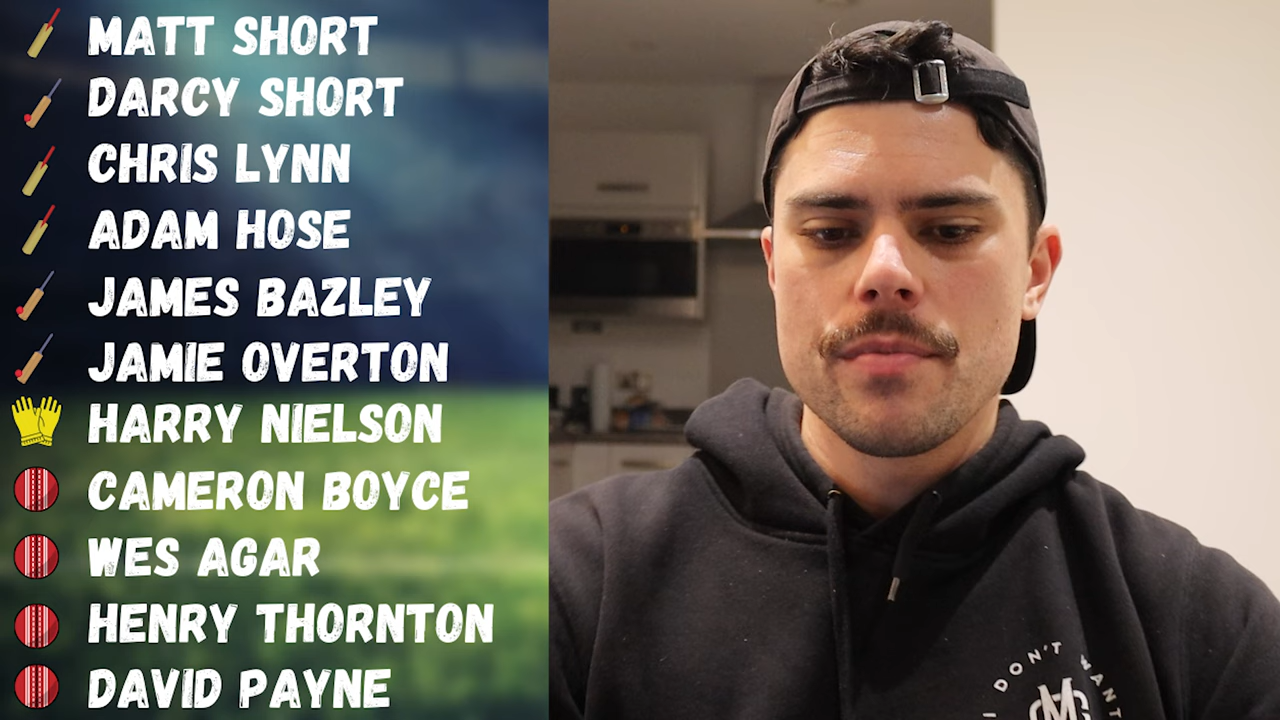 MATT SHORT
DARCY SHORT
CHRIS LYNN
ADAM HOSE
JAMES BAZLEY
JAMIE OVERTON
HARRY NIELSON
CAMERON BOYCE
WES AGAR
HENRY THORNTON
DAVID PAYNE
I DON'T